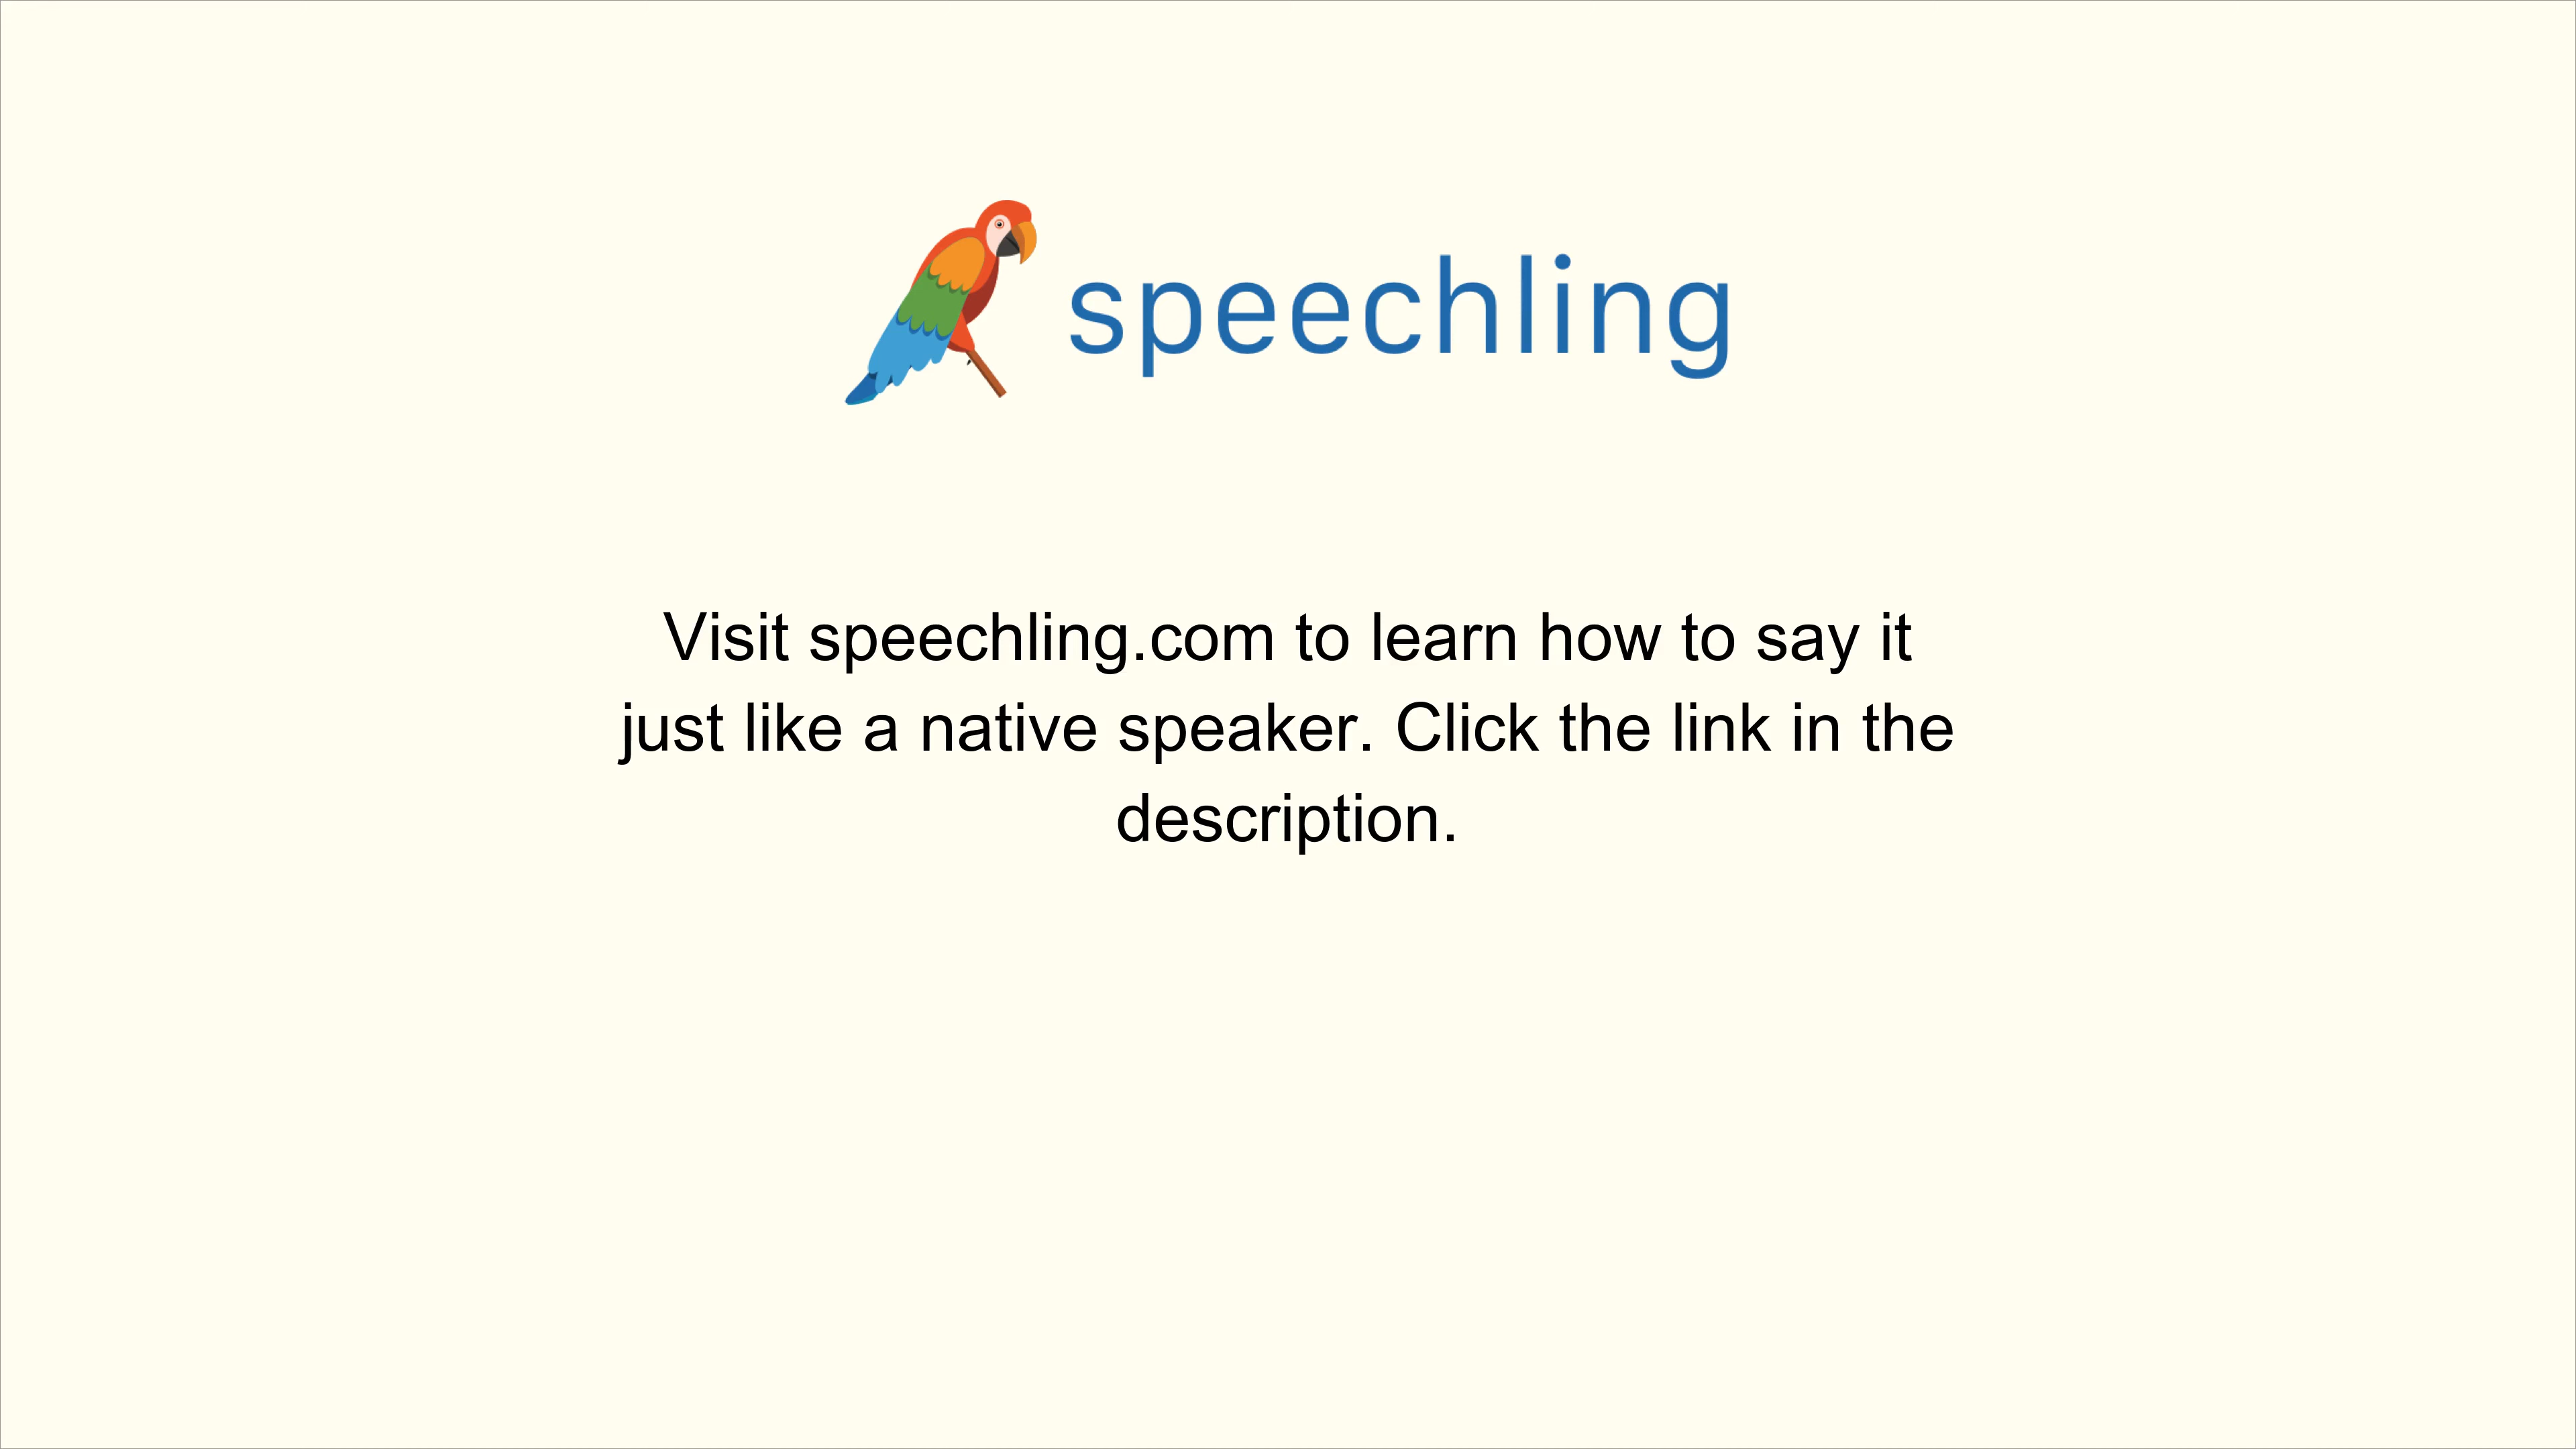 speechling
Visit speechling.com to learn how to say it
just like a native speaker. Click the link in the
description.